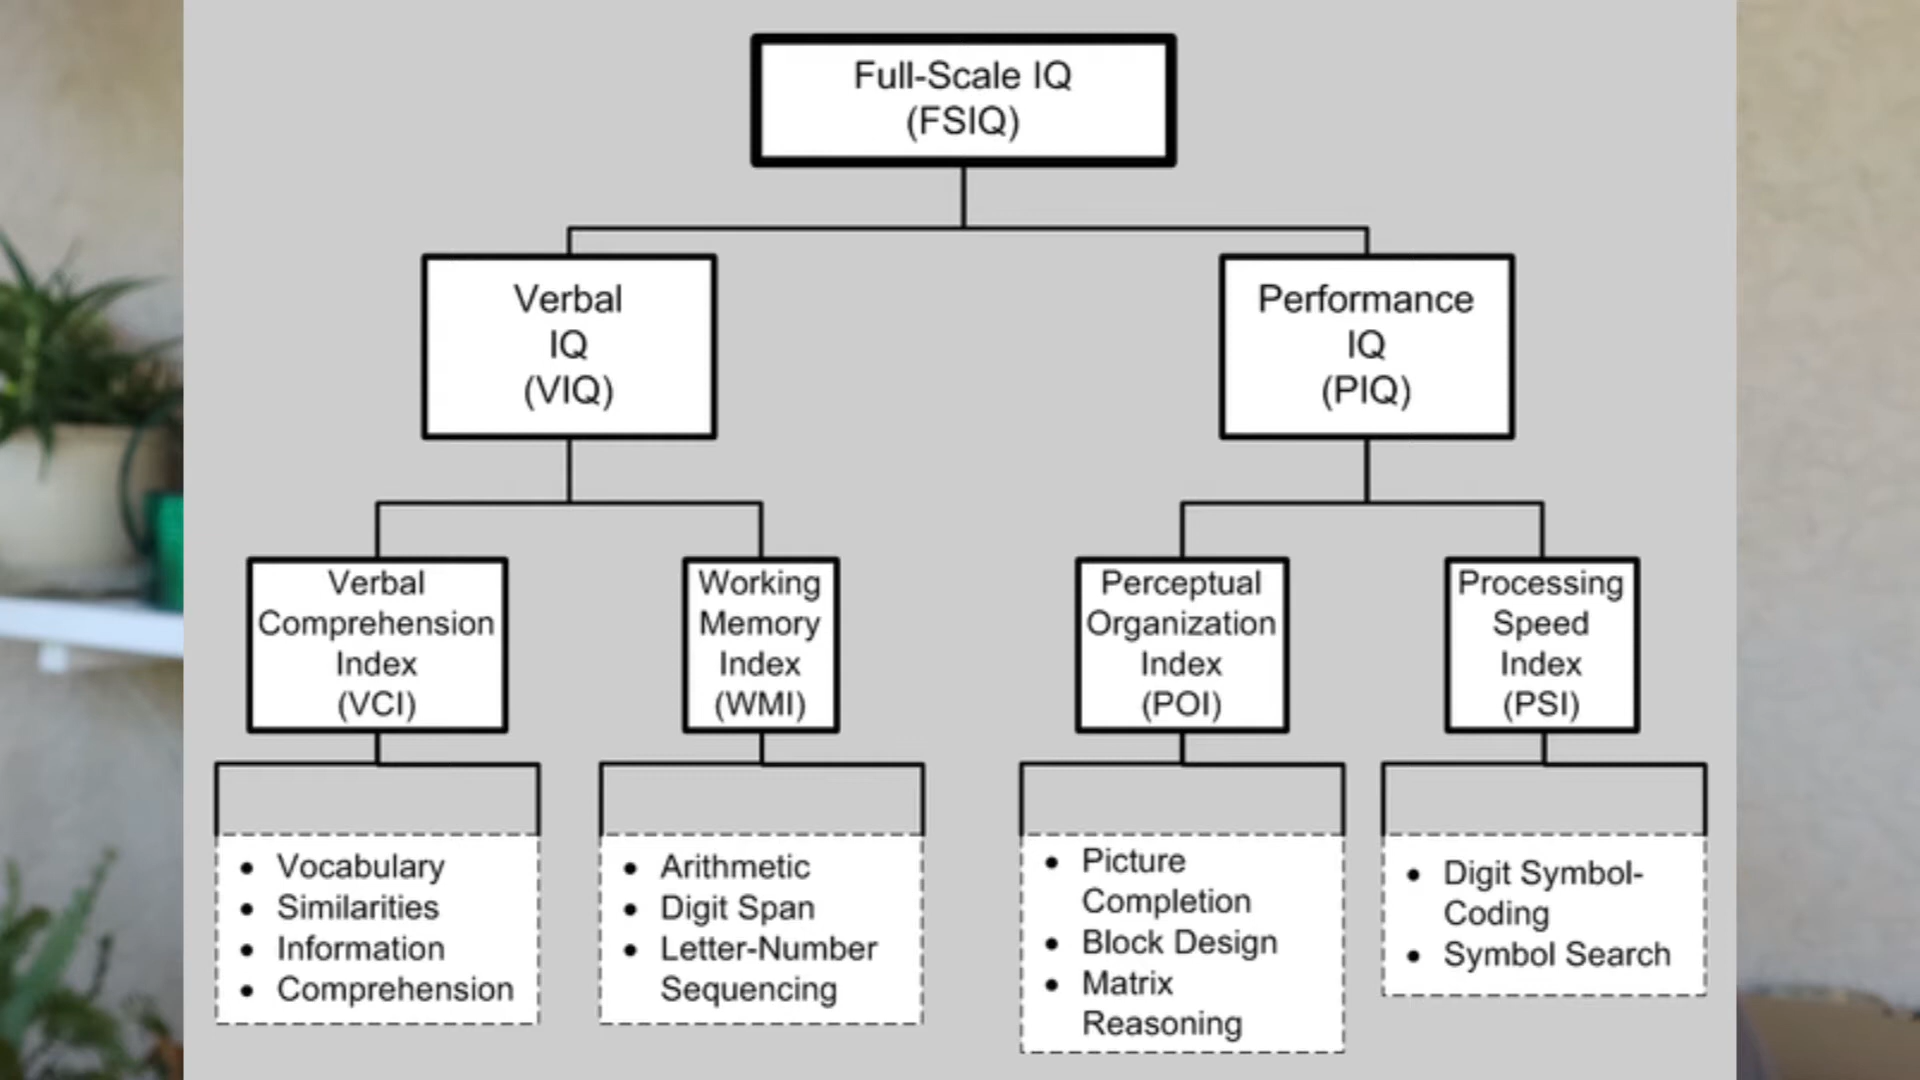 Full-Scale IQ
(FSIQ)
Verbal
IQ
(VIQ)
Performance
IQ
(PIQ)
Verbal
Comprehension
Index
(VCI)
Working
Memory
Index
(WMI)
Perceptual
Organization
Index
(POI)
Processing
Speed
Index
(PSI)
• Vocabulary
• Similarities
• Information
• Comprehension
• Arithmetic
• Digit Span
• Letter-Number
Sequencing
• Picture
Completion
• Block Design
• Matrix
Reasoning
• Digit Symbol-
Coding
• Symbol Search